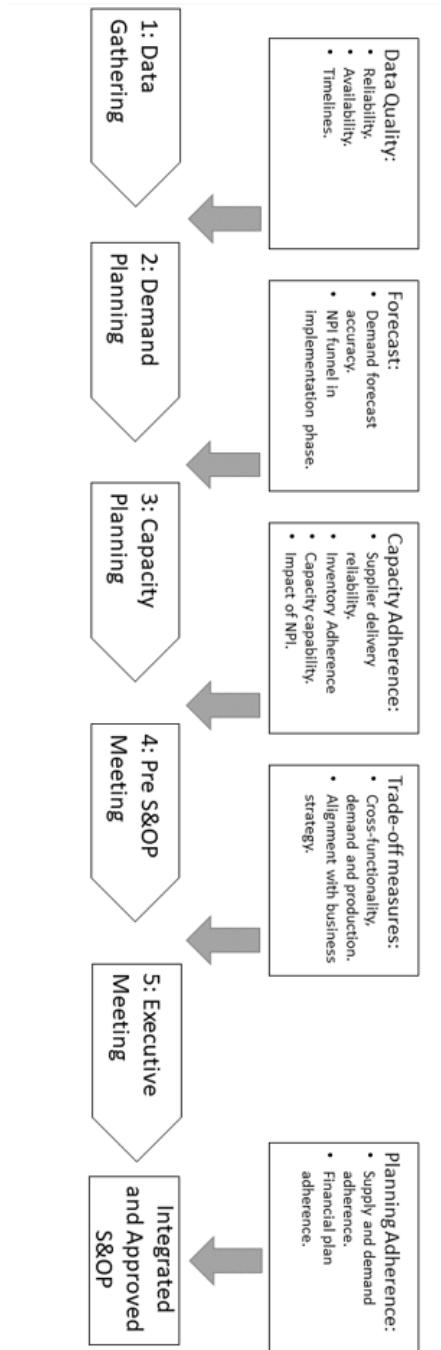 Data Quality:
• Reliability.
• Availability.
• Timelines.
Forecast:
• Demand forecast
accuracy.
• NPI funnel in
implementation phase.
Capacity Adherence:
• Supplier delivery
reliability.
• Inventory Adherence
• Capacity capability.
• Impact of NPI.
Trade-off measures:
• Cross-functionality,
demand and production.
• Alignment with business
strategy.
Planning Adherence:
• Supply and demand
adherence.
• Financial plan
adherence.
1: Data
Gathering
2: Demand
Planning
3: Capacity
Planning
4: Pre S&OP
Meeting
5: Executive
Meeting
Integrated
and Approved
S&OP